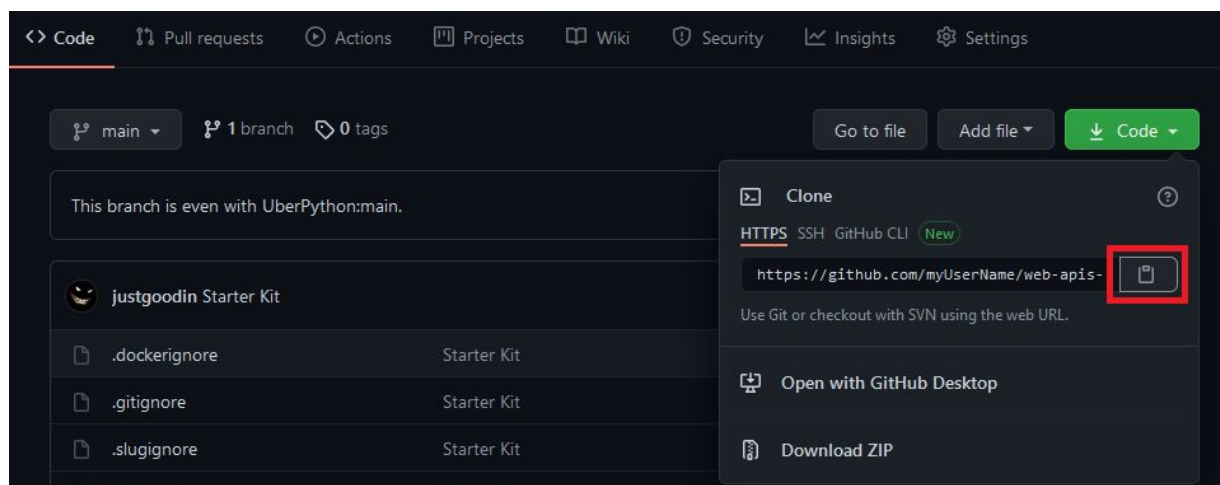 <> Code Pull requests Actions Projects Wiki Security Insights Settings
main 1 branch 0 tags Go to file Add file Code
This branch is even with UberPython:main.
Clone
HTTPS SSH GitHub CLI New
https://github.com/myUserName/web-apis-
Use Git or checkout with SVN using the web URL.
justgoodin Starter Kit
.dockerignore Starter Kit
Open with GitHub Desktop
.gitignore Starter Kit
.slugignore Starter Kit
Download ZIP